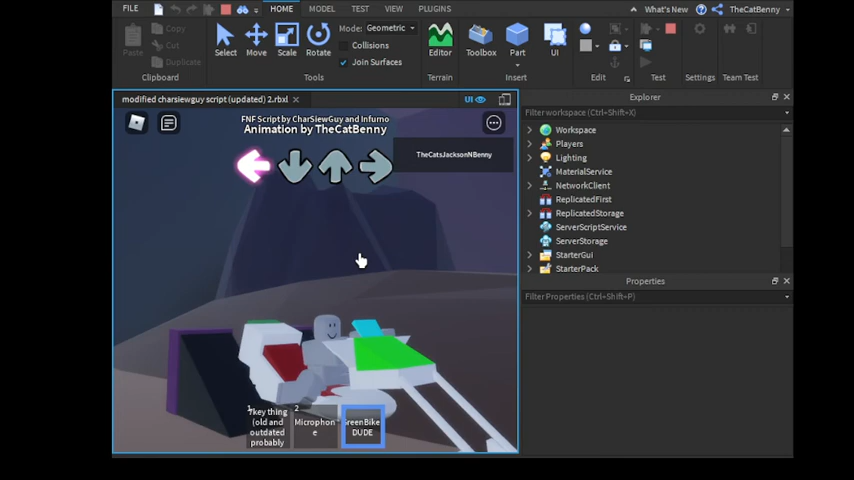 FILE
HOME
MODEL
TEST
VIEW
PLUGINS
What's New
TheCatBenny
Paste
Copy
Cut
Duplicate
Clipboard
Select
Move
Scale
Rotate
Mode: Geometric
Collisions
Join Surfaces
Tools
Editor
Terrain
Toolbox
Part
UI
Insert
Edit
Test
Settings
Team Test
modified charsiewguy script (updated) 2.rbxl
UI
FNF Script by CharSiewGuy and Infurno
Animation by TheCatBenny
TheCatsJacksonNBenny
1
7key thing
(old and
outdated
probably
2
Microphon
e
GreenBike
DUDE
Explorer
Filter workspace (Ctrl+Shift+X)
Workspace
Players
Lighting
MaterialService
NetworkClient
ReplicatedFirst
ReplicatedStorage
ServerScriptService
ServerStorage
StarterGui
StarterPack
Properties
Filter Properties (Ctrl+Shift+P)